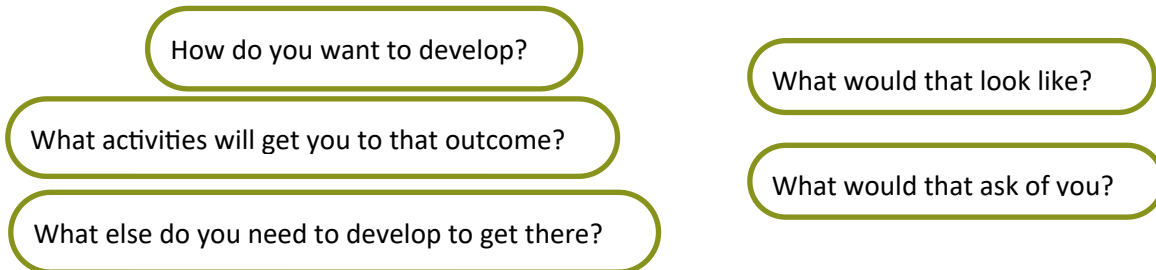 How do you want to develop?
What activities will get you to that outcome?
What else do you need to develop to get there?
What would that look like?
What would that ask of you?